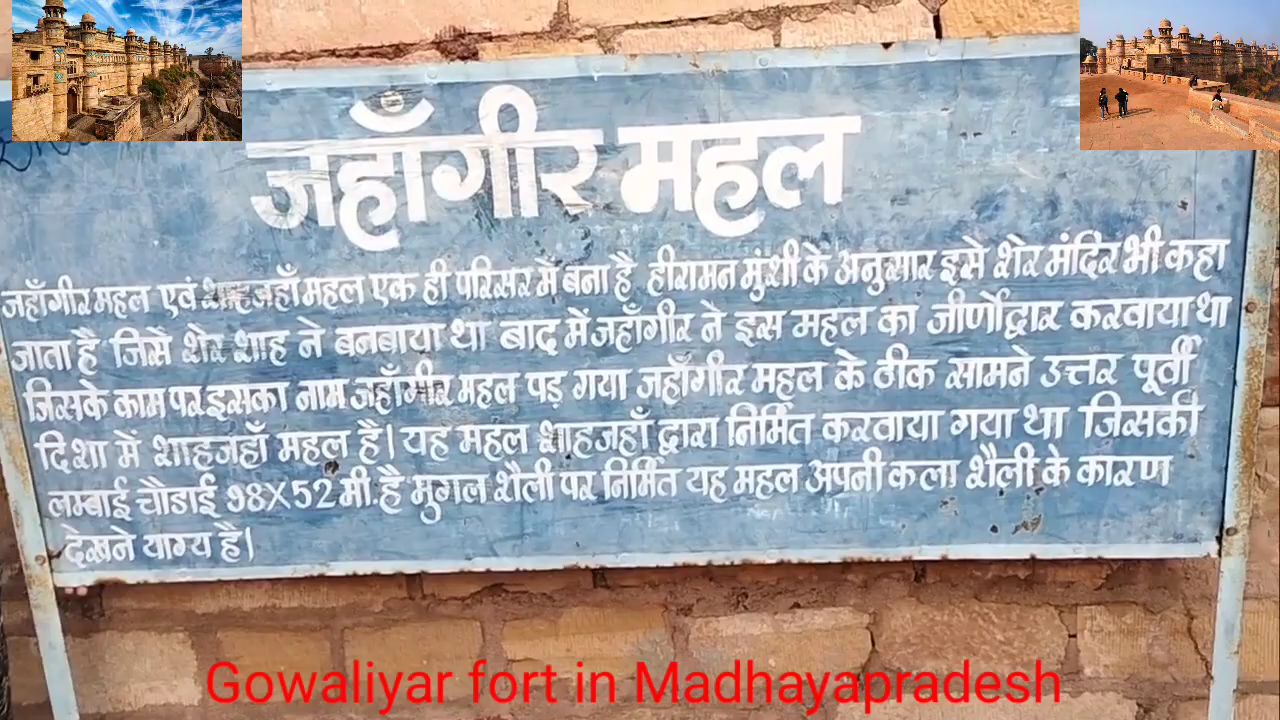 जहाँगीर महल
जहाँगीर महल एवं शाहजहाँ महल एक ही परिसर में बना है हीरामन मुंशी के अनुसार इसे शेर मंदिर भी कहा
जाता है जिसे शेर शाह ने बनबाया था बाद में जहाँगीर ने इस महल का जीर्णोद्वार करवाया था
जिसके काम पर इसका नाम जहाँगीर महल पड़ गया जहाँगीर महल के ठीक सामने उत्तर पूर्वी
दिशा में शाहजहाँ महल है। यह महल शाहजहाँ द्वारा निर्मित करवाया गया था जिसकी
लम्बाई चौडाई 98X52 मी. है मुगल शैली पर निर्मित यह महल अपनी कला शैली के कारण
देखने याग्य है।
Gowaliyar fort in Madhayapradesh